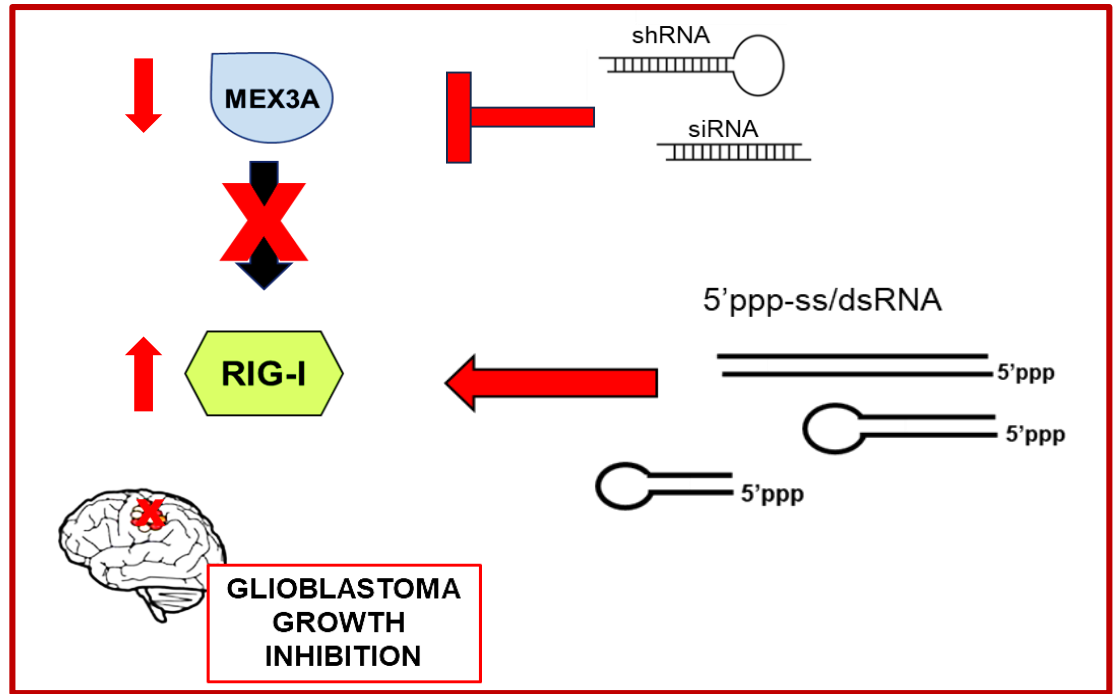 shRNA
MEX3A
siRNA
5’ppp-ss/dsRNA
RIG-I
5’ppp
5’ppp
5’ppp
GLIOBLASTOMA
GROWTH
INHIBITION